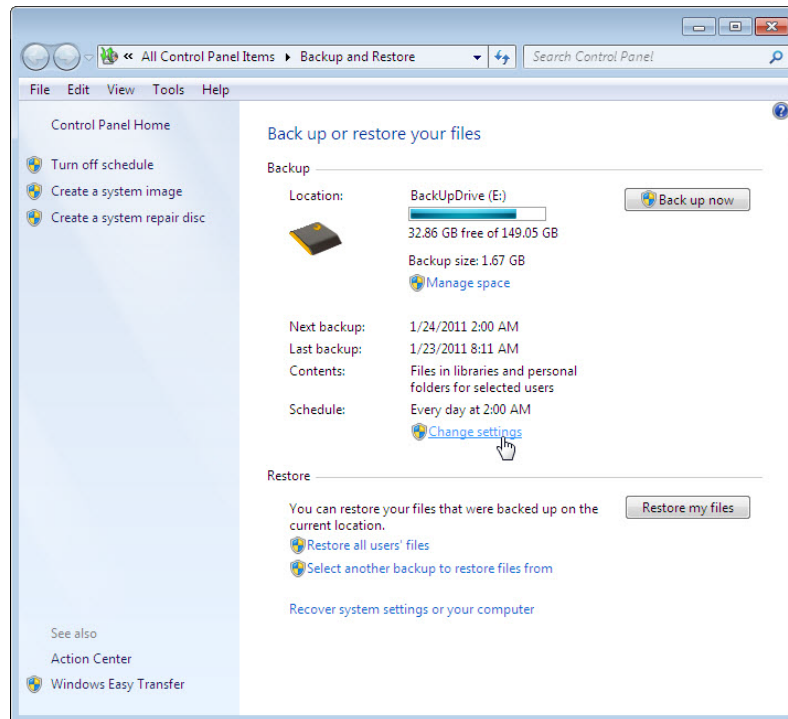 « All Control Panel Items ▸ Backup and Restore
Search Control Panel
File Edit View Tools Help
Control Panel Home
Turn off schedule
Create a system image
Create a system repair disc
Back up or restore your files
Backup
Location: BackUpDrive (E:)
Back up now
32.86 GB free of 149.05 GB
Backup size: 1.67 GB
Manage space
Next backup: 1/24/2011 2:00 AM
Last backup: 1/23/2011 8:11 AM
Contents: Files in libraries and personal
folders for selected users
Schedule: Every day at 2:00 AM
Change settings
Restore
You can restore your files that were backed up on the
current location.
Restore my files
Restore all users' files
Select another backup to restore files from
Recover system settings or your computer
See also
Action Center
Windows Easy Transfer